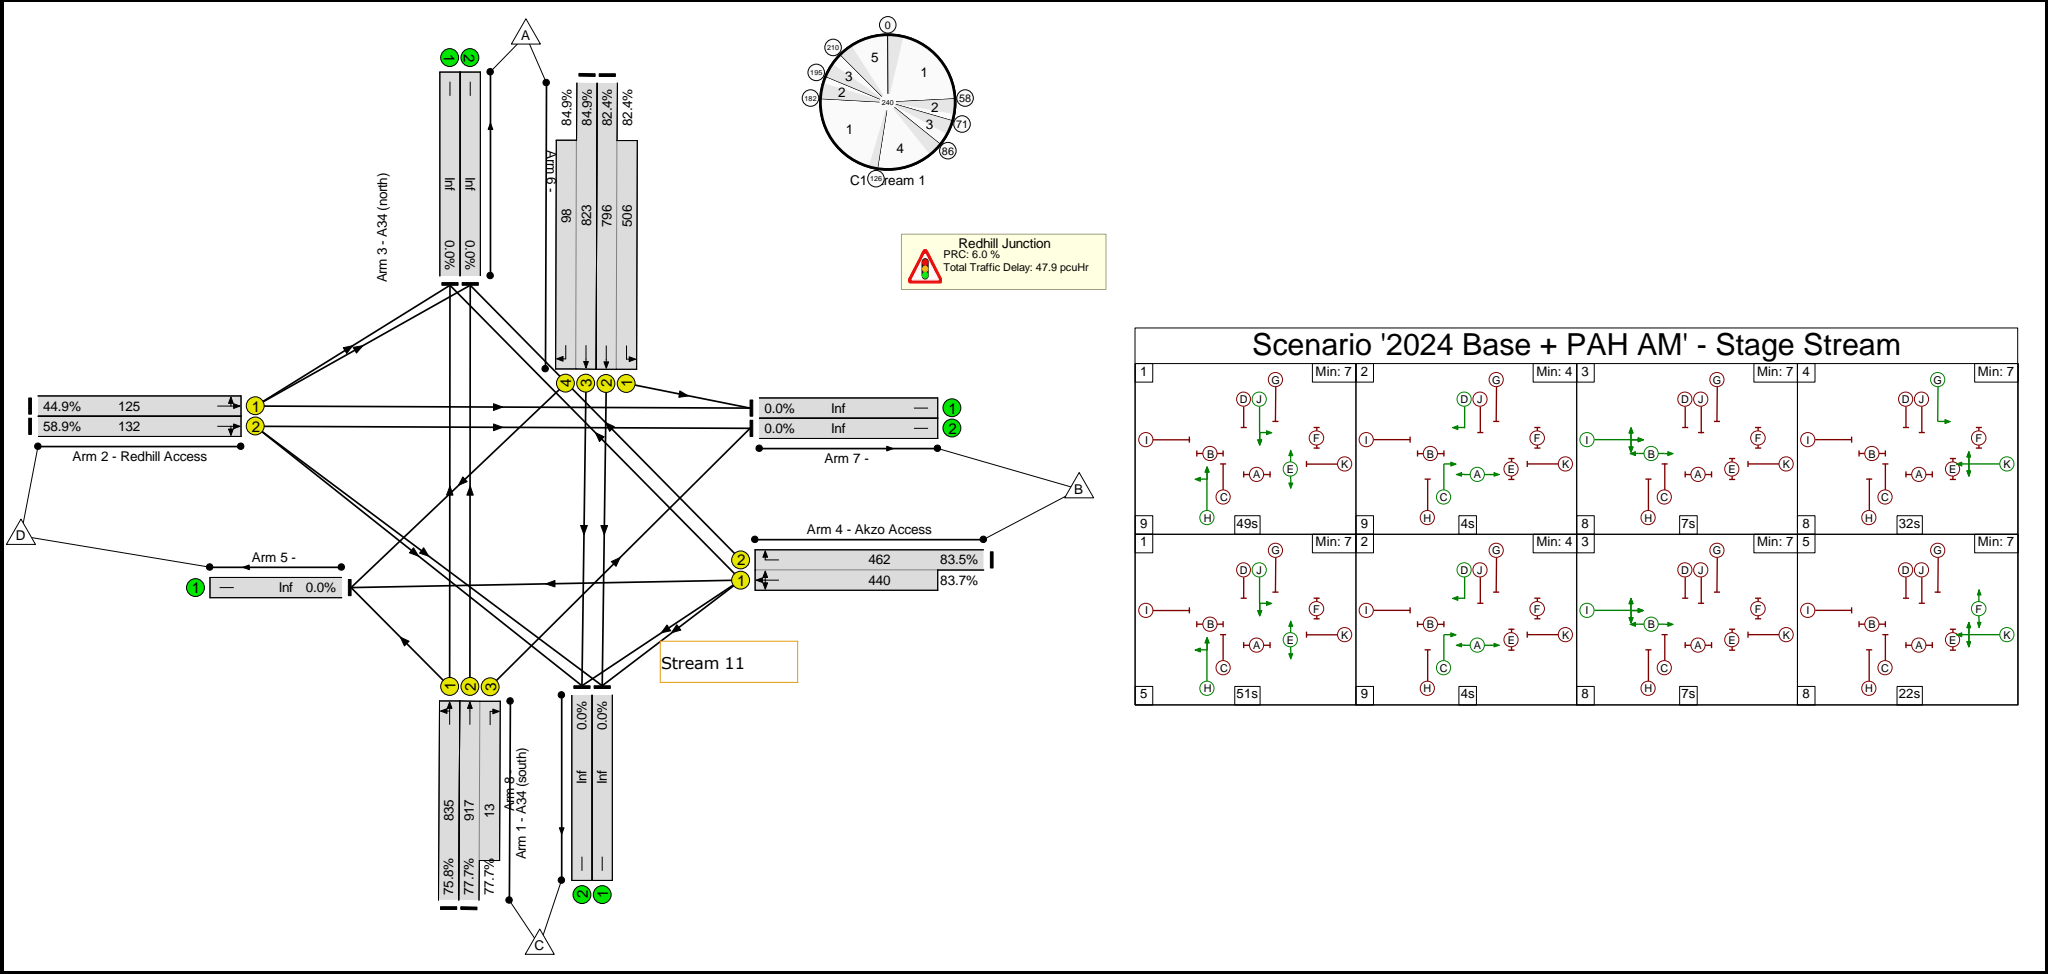 A
1
2
—
—
Inf
Inf
0.0%
0.0%
Arm 3 - A34 (north)
Arm 6 -
84.9%
84.9%
82.4%
82.4%
98
823
796
506
4
3
2
1
0
58
71
86
126
182
195
210
240
1
2
3
4
1
2
3
5
C1 ream 1
Redhill Junction
PRC: 6.0 %
Total Traffic Delay: 47.9 pcuHr
44.9% 125
58.9% 132
1
2
Arm 2 - Redhill Access
D
0.0% Inf — 1
0.0% Inf — 2
Arm 7 -
B
Arm 4 - Akzo Access
2 462 83.5%
1 440 83.7%
Arm 5 -
1 — Inf 0.0%
Stream 11
1
2
3
835
917
13
75.8%
77.7%
77.7%
Arm 8 -
Arm 1 - A34 (south)
0.0%
0.0%
Inf
Inf
—
—
2
1
C
Scenario '2024 Base + PAH AM' - Stage Stream
1 Min: 7
A B C D E F G H I J K
9 49s
2 Min: 4
A B C D E F G H I J K
9 4s
3 Min: 7
A B C D E F G H I J K
8 7s
4 Min: 7
A B C D E F G H I J K
8 32s
1 Min: 7
A B C D E F G H I J K
5 51s
2 Min: 4
A B C D E F G H I J K
9 4s
3 Min: 7
A B C D E F G H I J K
8 7s
5 Min: 7
A B C D E F G H I J K
8 22s